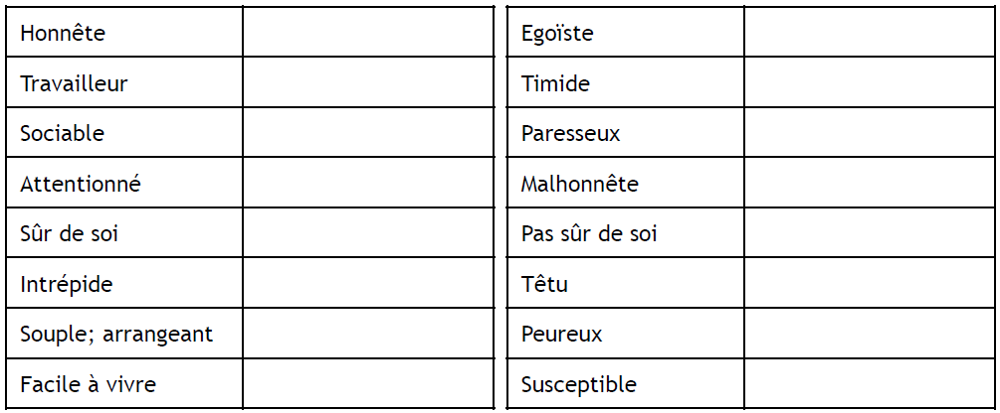 Honnête
Egoïste
Travailleur
Timide
Sociable
Paresseux
Attentionné
Malhonnête
Sûr de soi
Pas sûr de soi
Intrépide
Têtu
Souple; arrangeant
Peureux
Facile à vivre
Susceptible